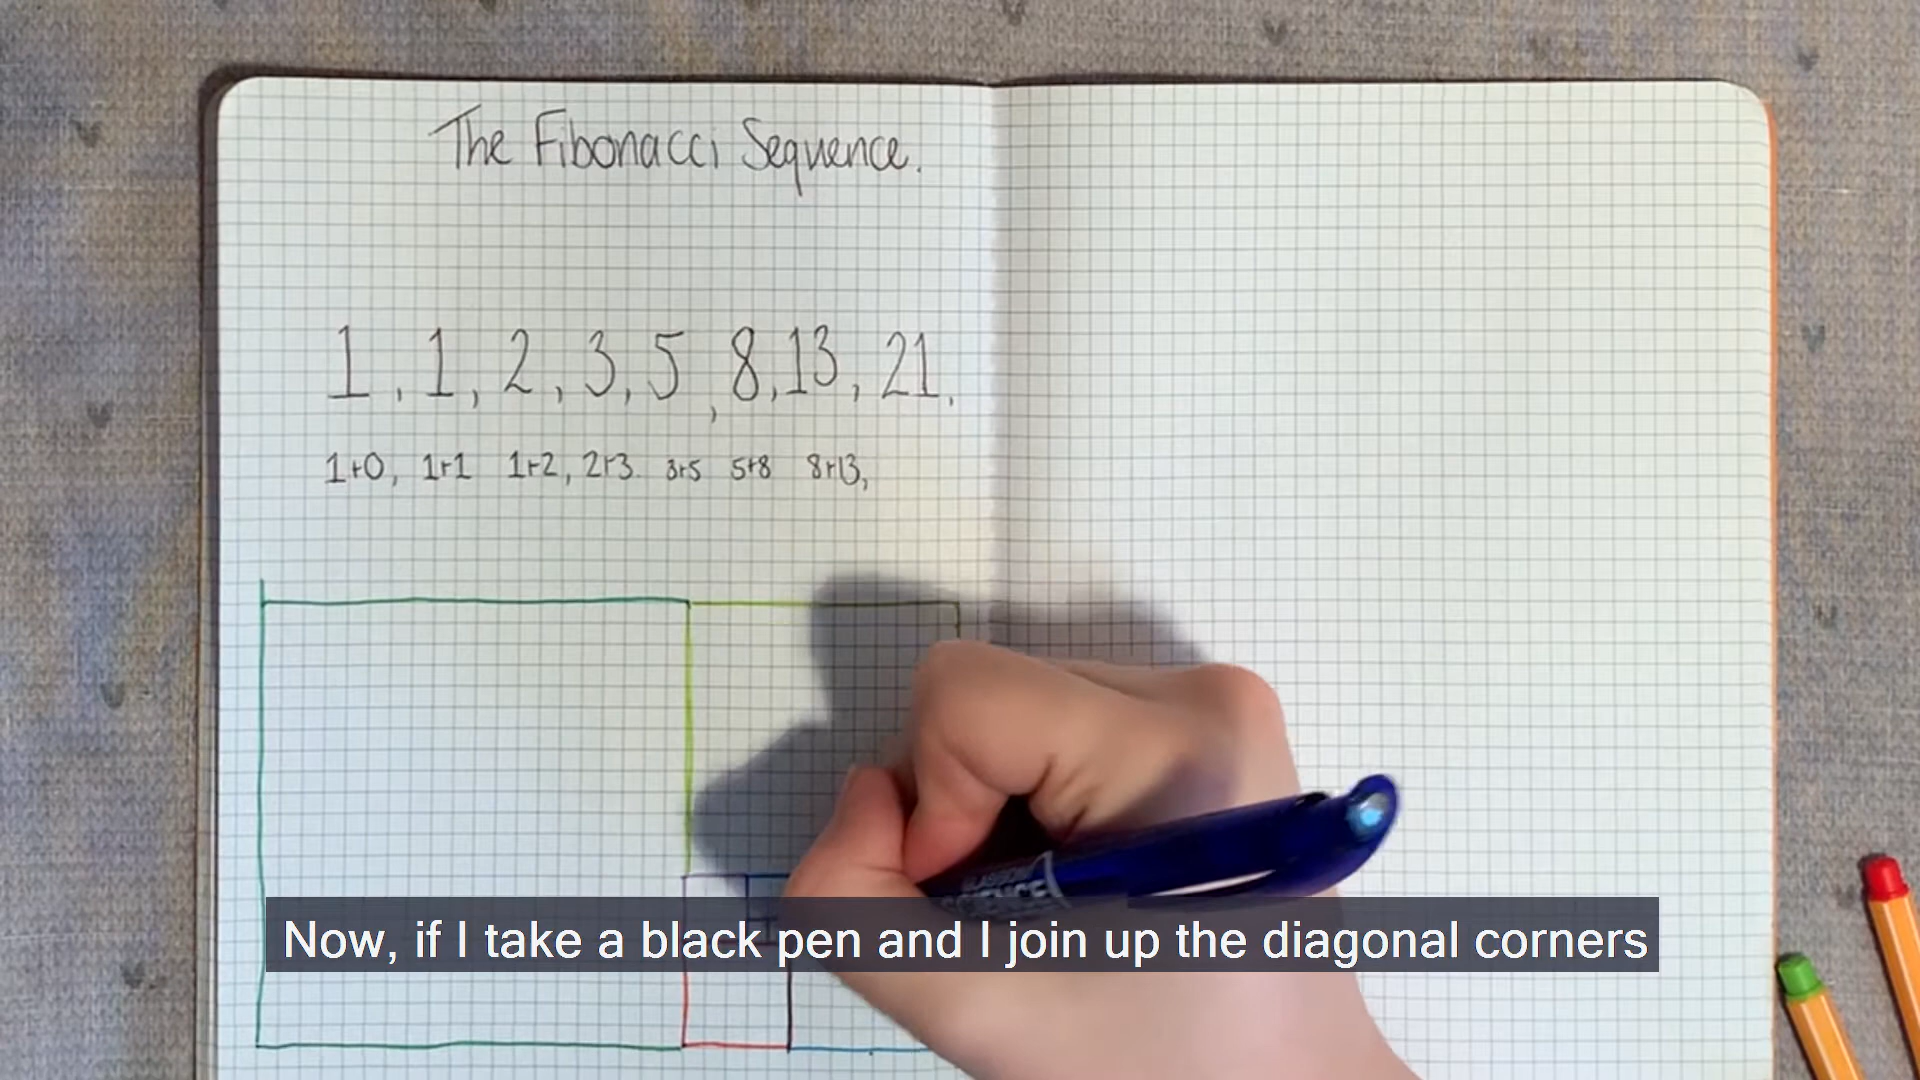 The Fibonacci Sequence.
1, 1, 2, 3, 5, 8, 13, 21,
1+0, 1+1 1+2, 2+3. 3+5 5+8 8+13,
Now, if I take a black pen and I join up the diagonal corners